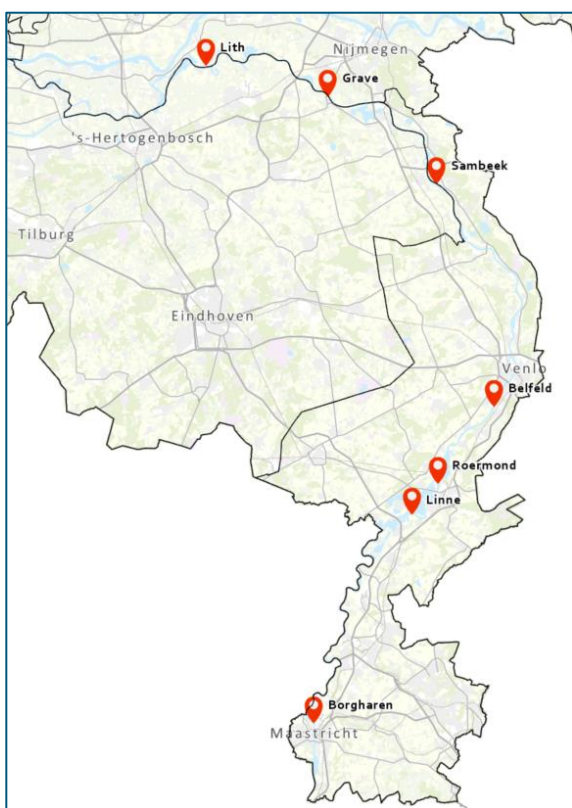 Lith
Nijmegen
Grave
's-Hertogenbosch
Sambeek
Tilburg
Eindhoven
Venlo
Belfeld
Roermond
Linne
Borgharen
Maastricht